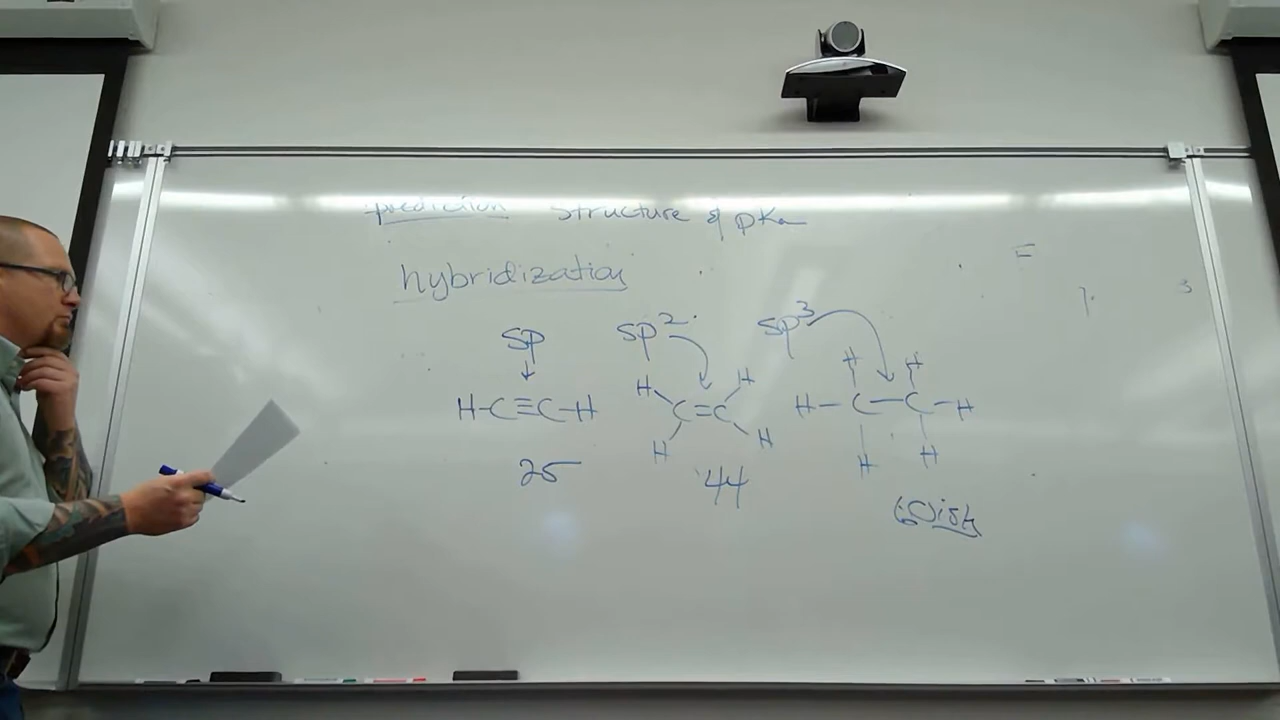 prediction structure & pKa
hybridization
sp sp² sp³
H H H H
H-C≡C-H C=C H-C-C-H
H H H H
25 44 60ish